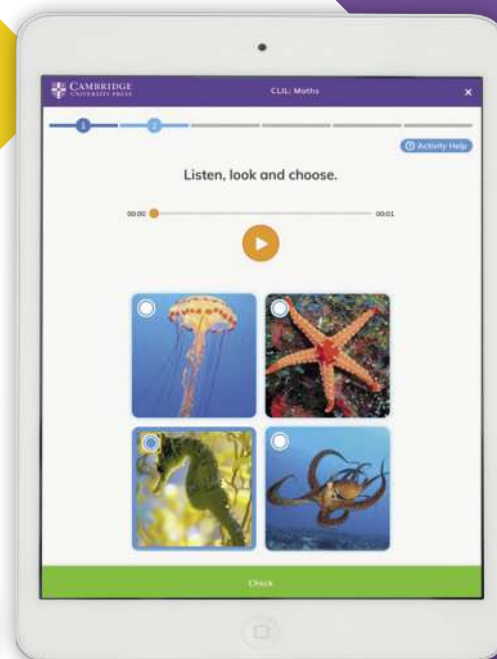 CAMBRIDGE
UNIVERSITY PRESS
CLIL: Maths
×
1
2
Activity Help
Listen, look and choose.
00:00
00:01
Check